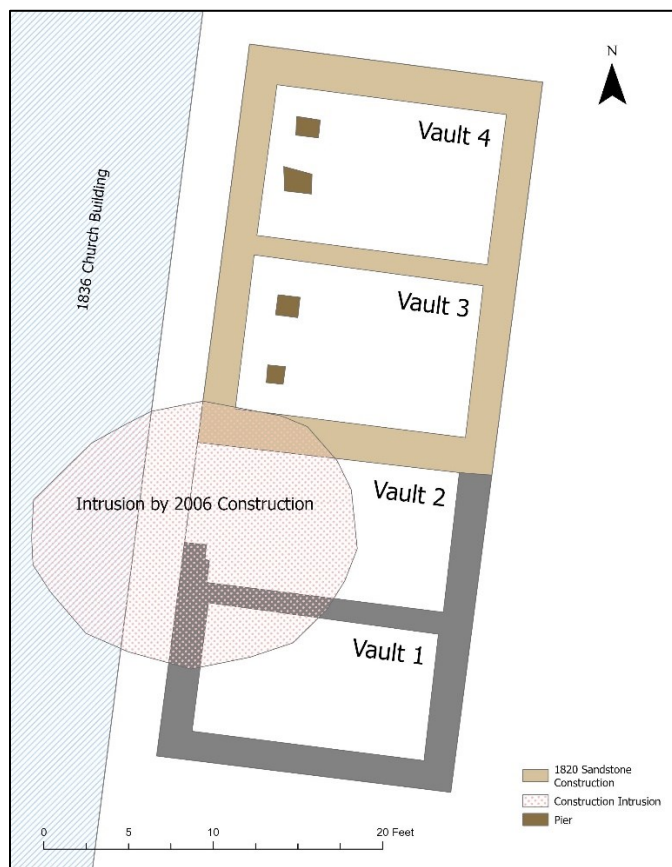 N
Vault 4
1836 Church Building
Vault 3
Vault 2
Intrusion by 2006 Construction
Vault 1
1820 Sandstone
Construction
Construction Intrusion
Pier
0 5 10 20 Feet